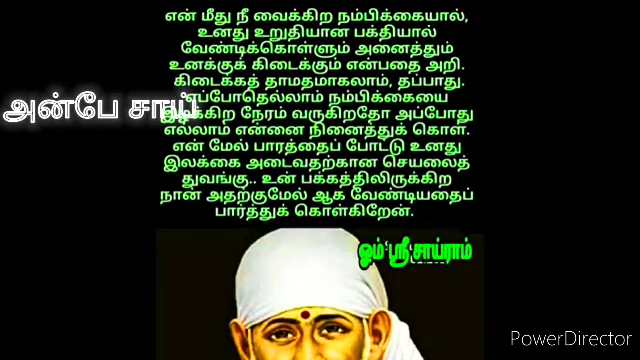 என் மீது நீ வைக்கிற நம்பிக்கையால்,
உனது உறுதியான பக்தியால்
வேண்டிக்கொள்ளும் அனைத்தும்
உனக்குக் கிடைக்கும் என்பதை அறி.
கிடைக்கத் தாமதமாகலாம், தப்பாது.
அன்பே சாய்
எப்போதெல்லாம் நம்பிக்கையை
இழக்கிற நேரம் வருகிறதோ அப்போது
எல்லாம் என்னை நினைத்துக் கொள்.
என் மேல் பாரத்தைப் போட்டு உனது
இலக்கை அடைவதற்கான செயலைத்
துவங்கு.. உன் பக்கத்திலிருக்கிற
நான் அதற்குமேல் ஆக வேண்டியதைப்
பார்த்துக் கொள்கிறேன்.
ஓம் ஸ்ரீ சாய்ராம்
PowerDirector